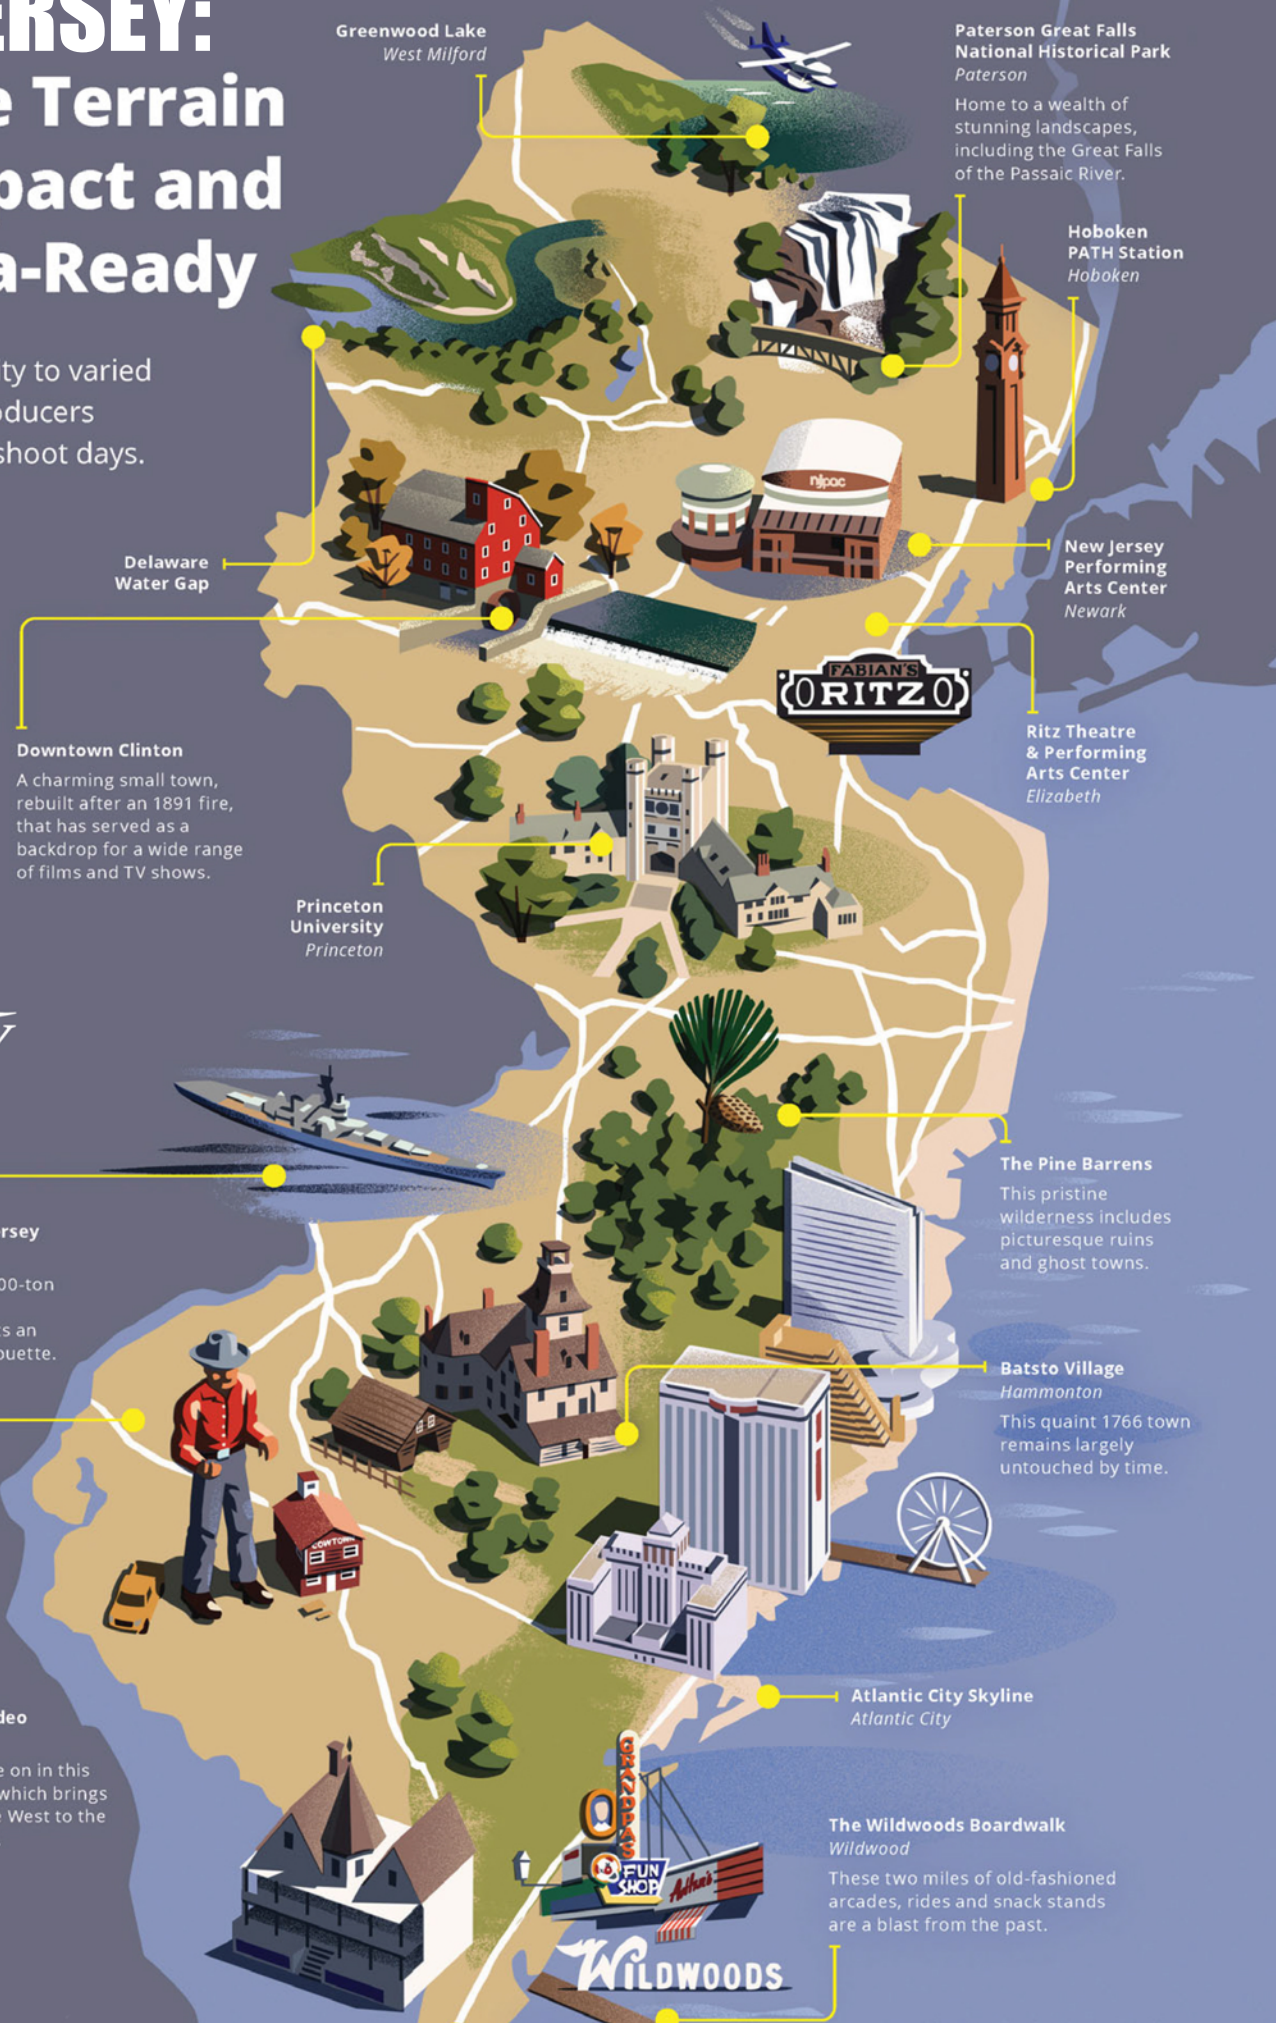 ERSEY:
e Terrain
pact and
a-Ready
ty to varied
oducers
shoot days.
Greenwood Lake
West Milford
Paterson Great Falls
National Historical Park
Paterson
Home to a wealth of
stunning landscapes,
including the Great Falls
of the Passaic River.
Hoboken
PATH Station
Hoboken
njpac
Delaware
Water Gap
New Jersey
Performing
Arts Center
Newark
FABIAN'S
RITZ
Ritz Theatre
& Performing
Arts Center
Elizabeth
Downtown Clinton
A charming small town,
rebuilt after an 1891 fire,
that has served as a
backdrop for a wide range
of films and TV shows.
Princeton
University
Princeton
The Pine Barrens
This pristine
wilderness includes
picturesque ruins
and ghost towns.
rsey
00-ton
s an
ouette.
Batsto Village
Hammonton
This quaint 1766 town
remains largely
untouched by time.
COWTOWN
Atlantic City Skyline
Atlantic City
deo
e on in this
which brings
e West to the
GRANDPA'S
FUN
SHOP
The Wildwoods Boardwalk
Wildwood
These two miles of old-fashioned
arcades, rides and snack stands
are a blast from the past.
WILDWOODS